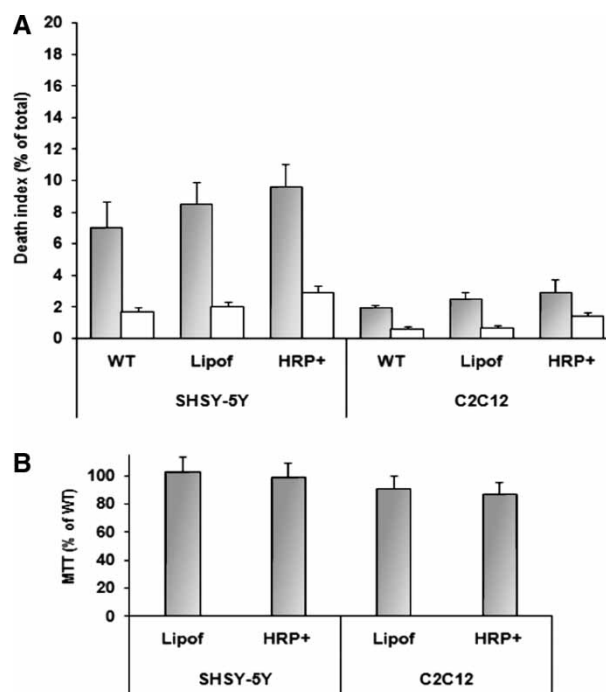 A
Death index (% of total)
20
18
16
14
12
10
8
6
4
2
0
WT Lipof HRP+ WT Lipof HRP+
SHSY-5Y C2C12
B
MTT (% of WT)
100
80
60
40
20
0
Lipof HRP+ Lipof HRP+
SHSY-5Y C2C12